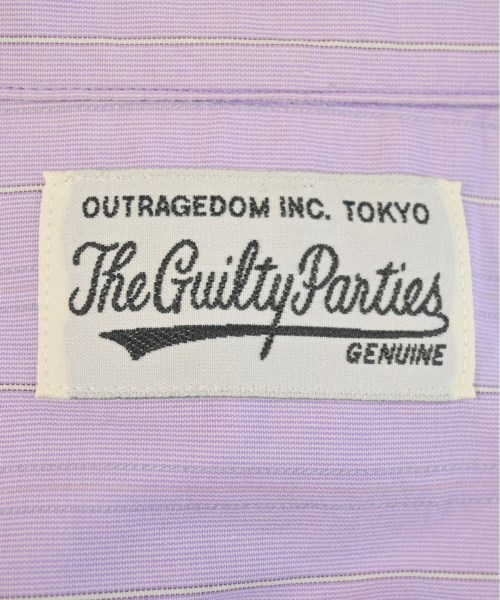 OUTRAGEDOM INC. TOKYO
The Guilty Parties
GENUINE